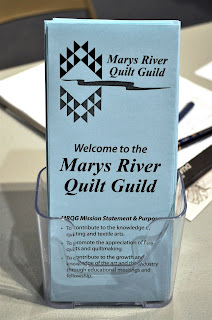 Marys River
Quilt Guild
Welcome to the
Marys River
Quilt Guild
MRQG Mission Statement & Purpose
• To contribute to the knowledge of
quilting and textile arts.
• To promote the appreciation of
quilts and quiltmaking.
• To contribute to the growth and
knowledge of the art and the industry
through educational meetings and
fellowship.